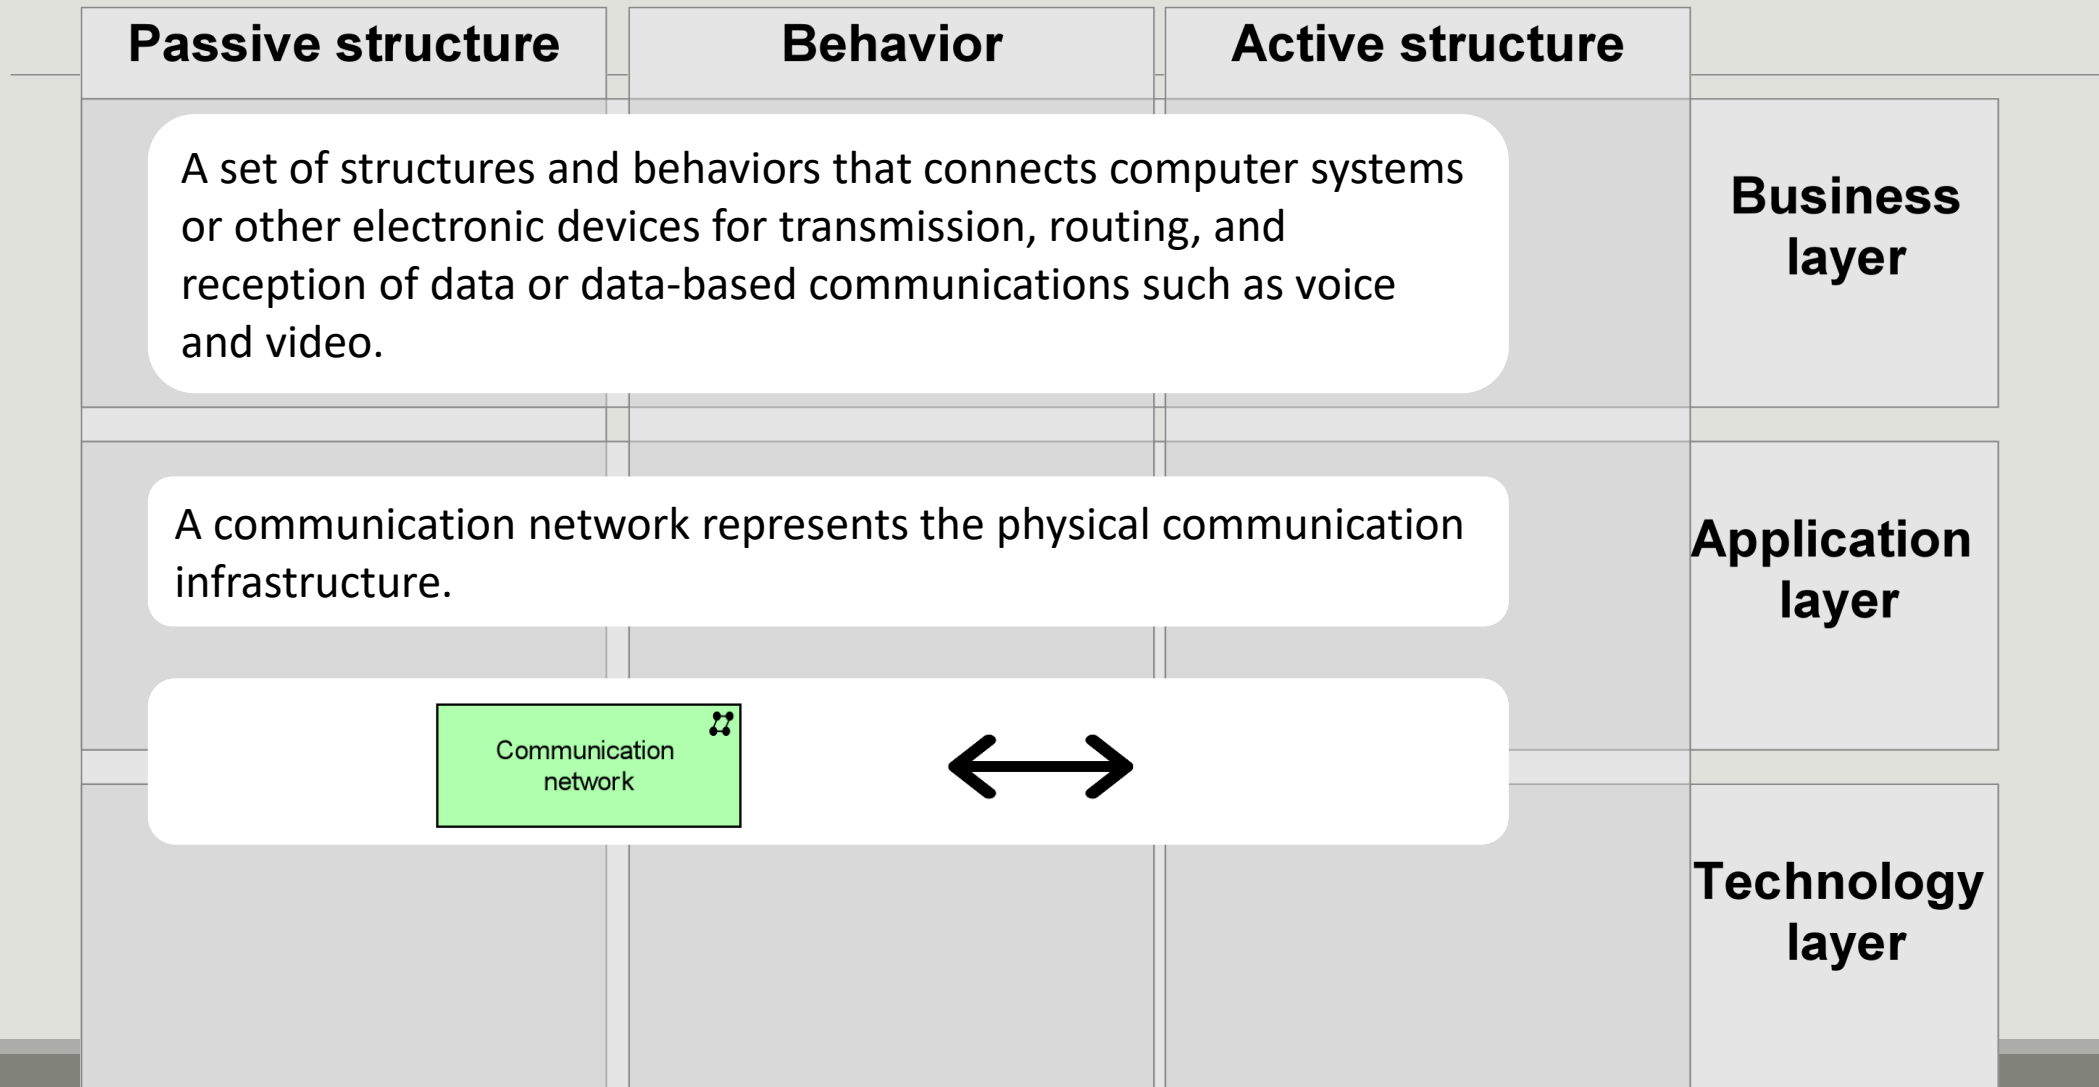 Passive structure
Behavior
Active structure
A set of structures and behaviors that connects computer systems
or other electronic devices for transmission, routing, and
reception of data or data-based communications such as voice
and video.
Business
layer
A communication network represents the physical communication
infrastructure.
Application
layer
Communication
network
Technology
layer